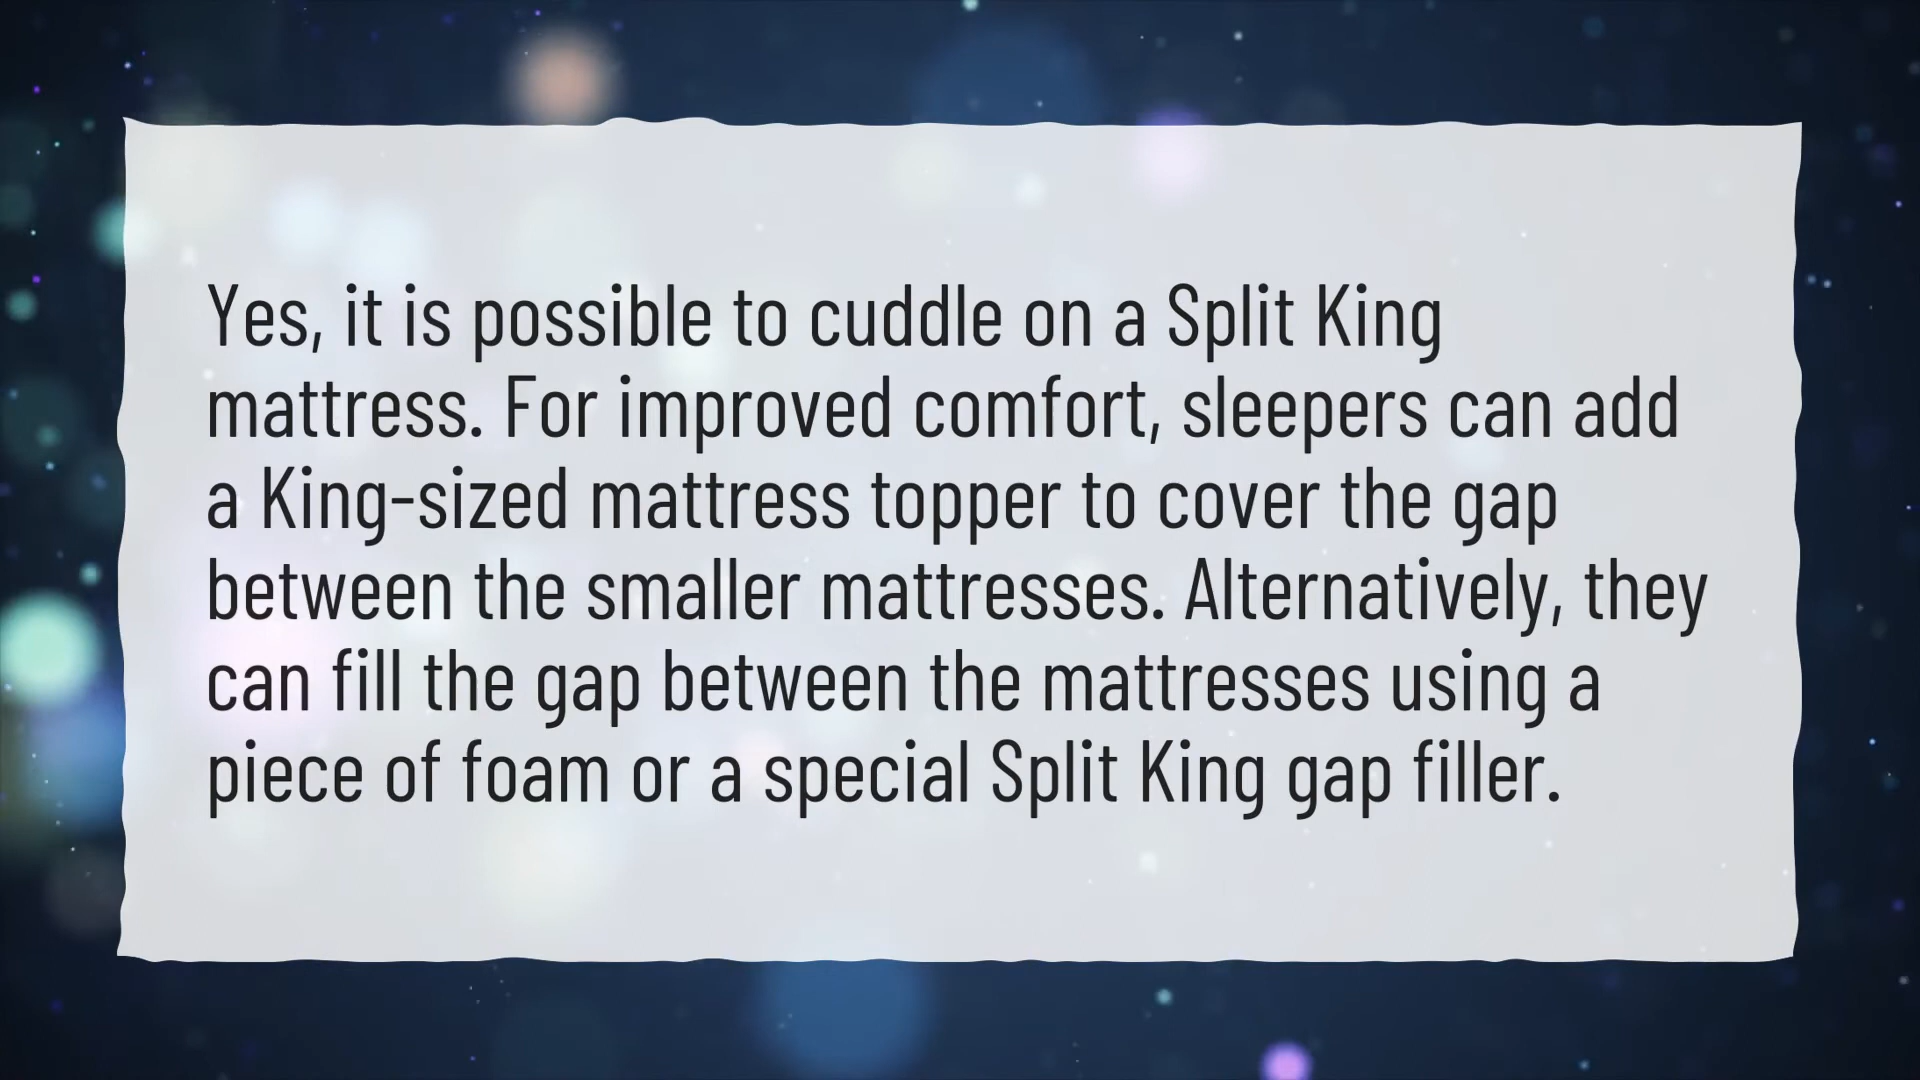 Yes, it is possible to cuddle on a Split King
mattress. For improved comfort, sleepers can add
a King-sized mattress topper to cover the gap
between the smaller mattresses. Alternatively, they
can fill the gap between the mattresses using a
piece of foam or a special Split King gap filler.